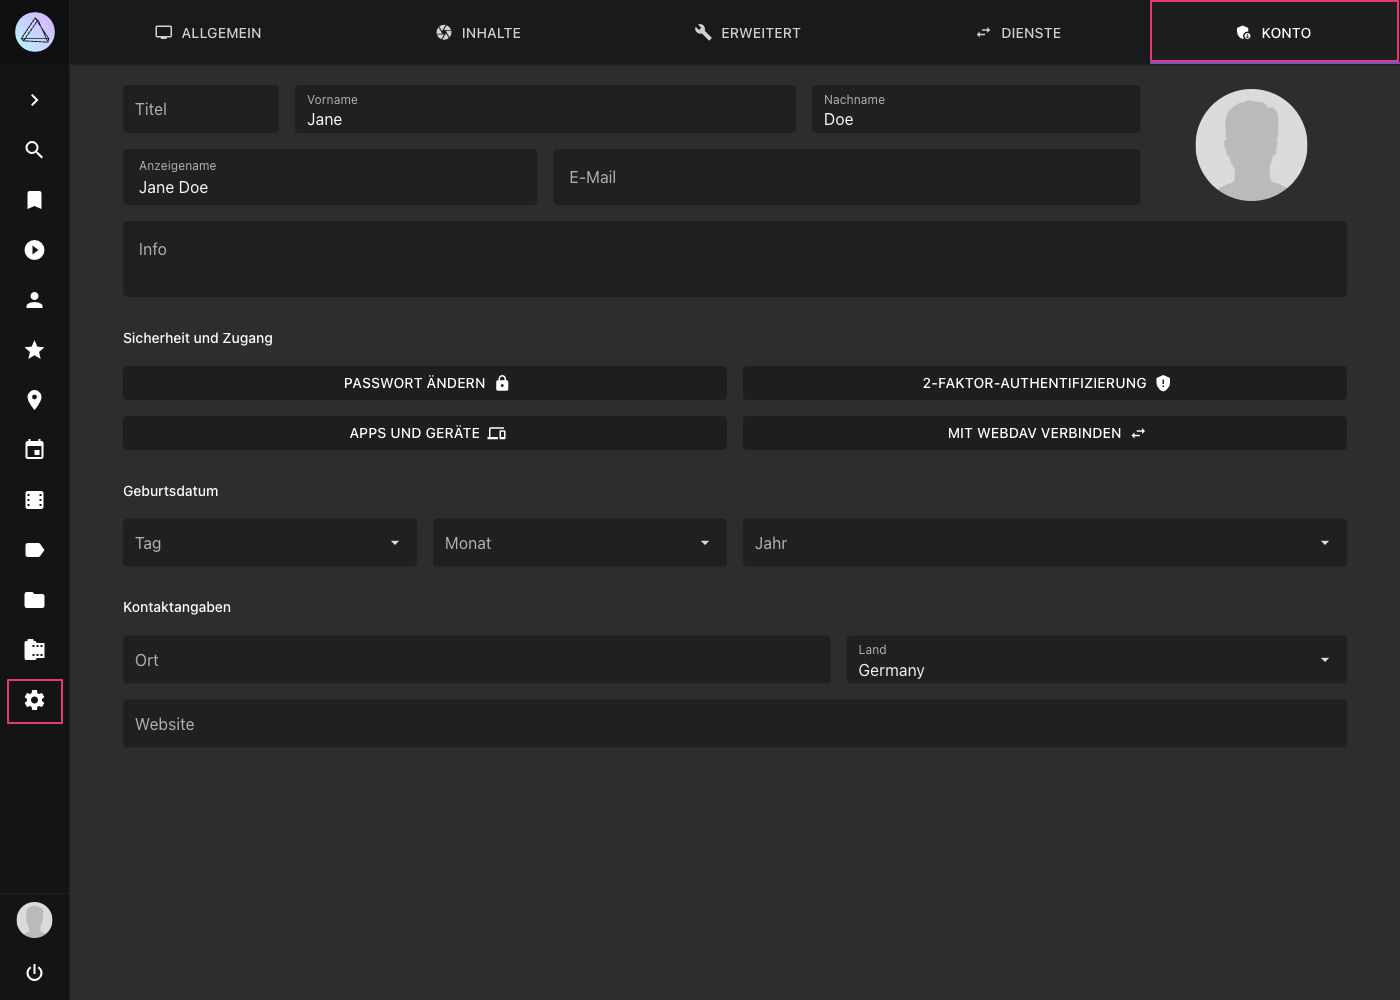 ALLGEMEIN
INHALTE
ERWEITERT
DIENSTE
KONTO
Titel
Vorname
Jane
Nachname
Doe
Anzeigename
Jane Doe
E-Mail
Info
Sicherheit und Zugang
PASSWORT ÄNDERN
2-FAKTOR-AUTHENTIFIZIERUNG
APPS UND GERÄTE
MIT WEBDAV VERBINDEN
Geburtsdatum
Tag
Monat
Jahr
Kontaktangaben
Ort
Land
Germany
Website